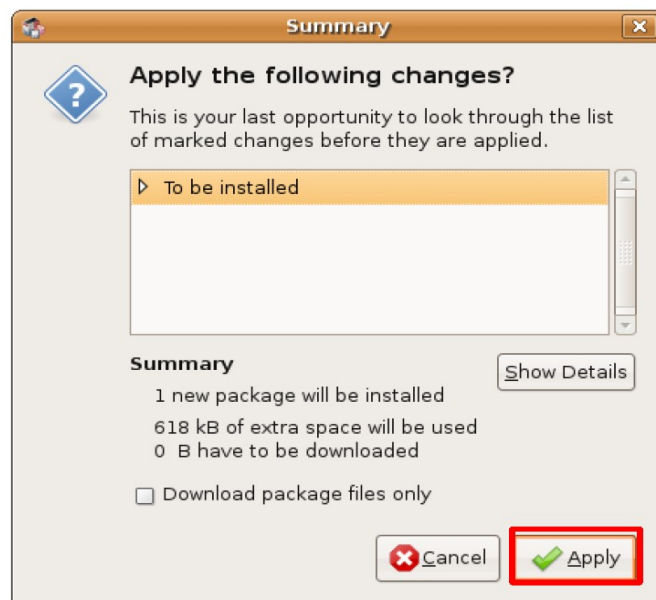 Summary
Apply the following changes?
This is your last opportunity to look through the list
of marked changes before they are applied.
To be installed
Summary
Show Details
1 new package will be installed
618 kB of extra space will be used
0 B have to be downloaded
Download package files only
Cancel
Apply